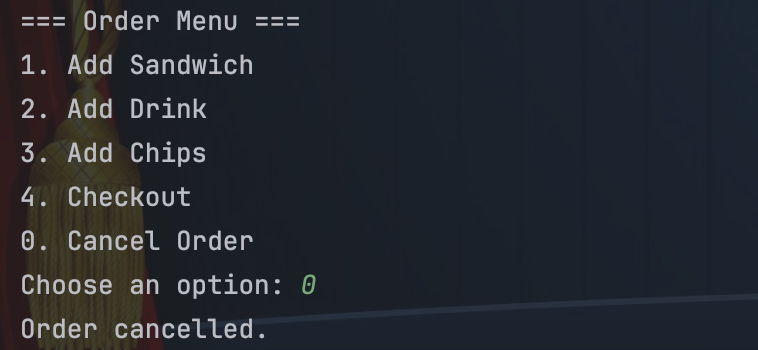 === Order Menu ===
1. Add Sandwich
2. Add Drink
3. Add Chips
4. Checkout
0. Cancel Order
Choose an option: 0
Order cancelled.